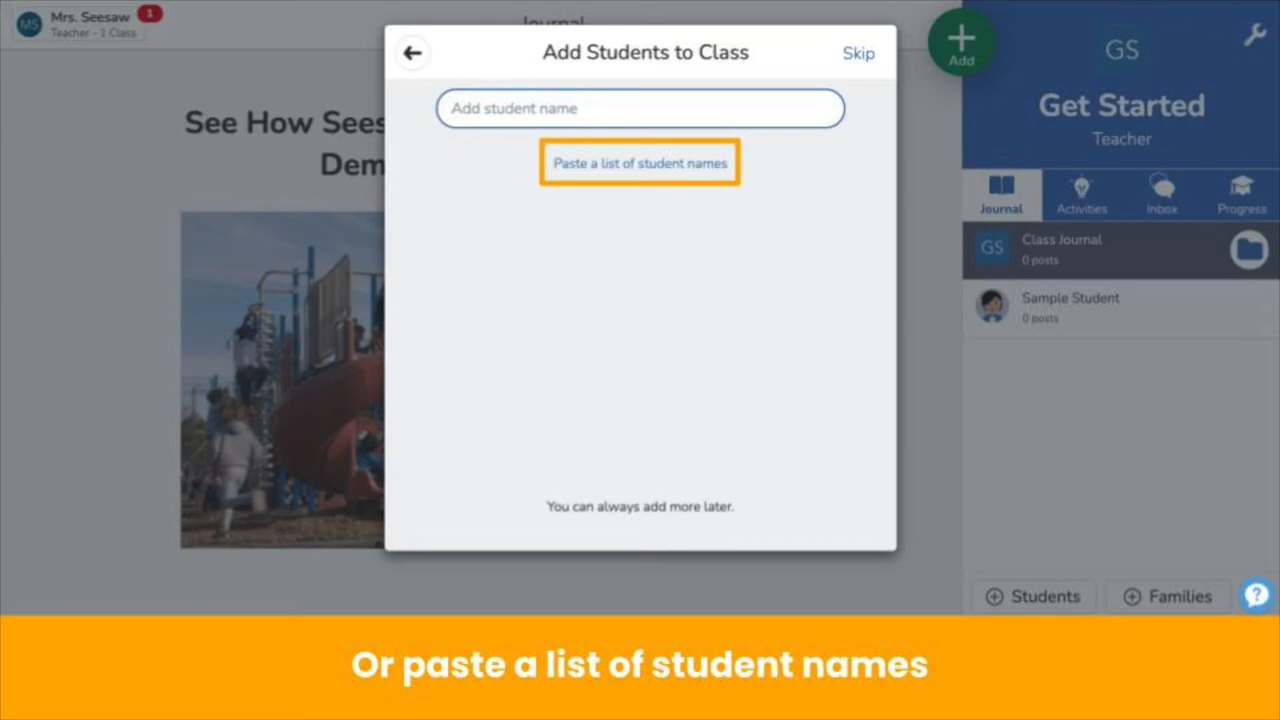 MS
Mrs. Seesaw
1
Teacher - 1 Class
Journal
Add Students to Class
Skip
Add student name
Paste a list of student names
You can always add more later.
See How Sees
Dem
Add
GS
Get Started
Teacher
Journal
Activities
Inbox
Progress
GS
Class Journal
0 posts
Sample Student
0 posts
Students
Families
?
Or paste a list of student names